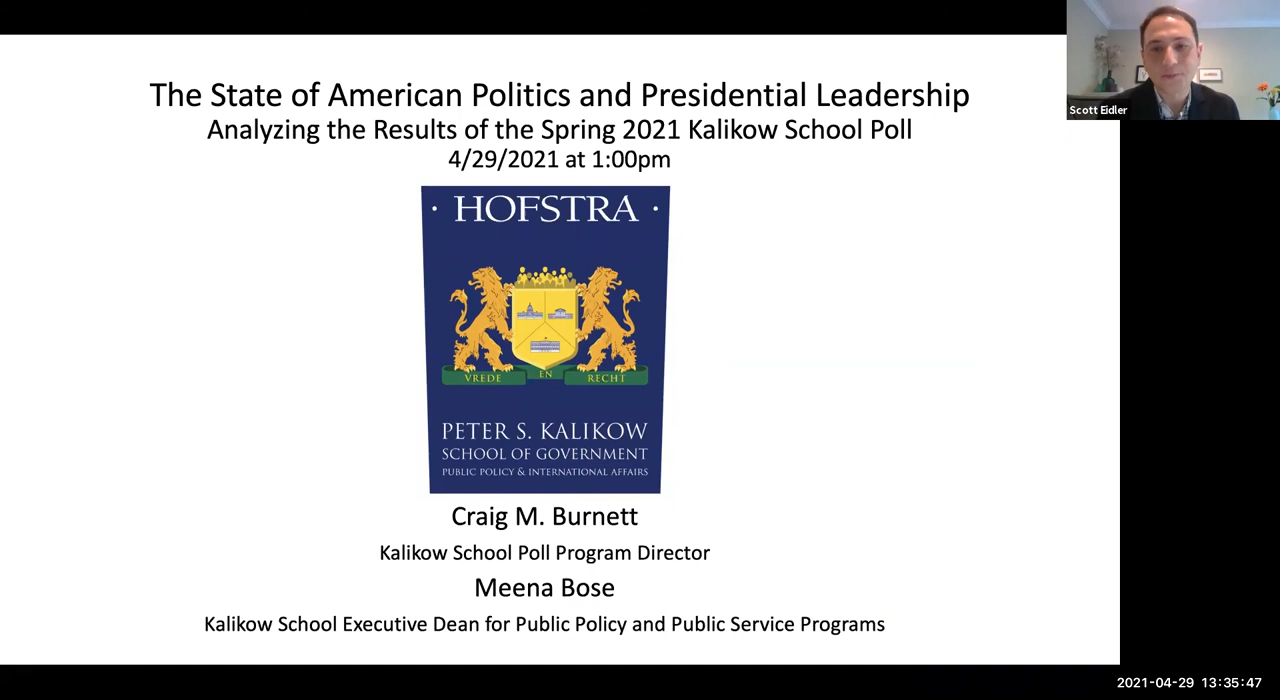 The State of American Politics and Presidential Leadership
Analyzing the Results of the Spring 2021 Kalikow School Poll
4/29/2021 at 1:00pm
Scott Eidler
· HOFSTRA ·
VREDE EN RECHT
PETER S. KALIKOW
SCHOOL OF GOVERNMENT
PUBLIC POLICY & INTERNATIONAL AFFAIRS
Craig M. Burnett
Kalikow School Poll Program Director
Meena Bose
Kalikow School Executive Dean for Public Policy and Public Service Programs
2021-04-29 13:35:47